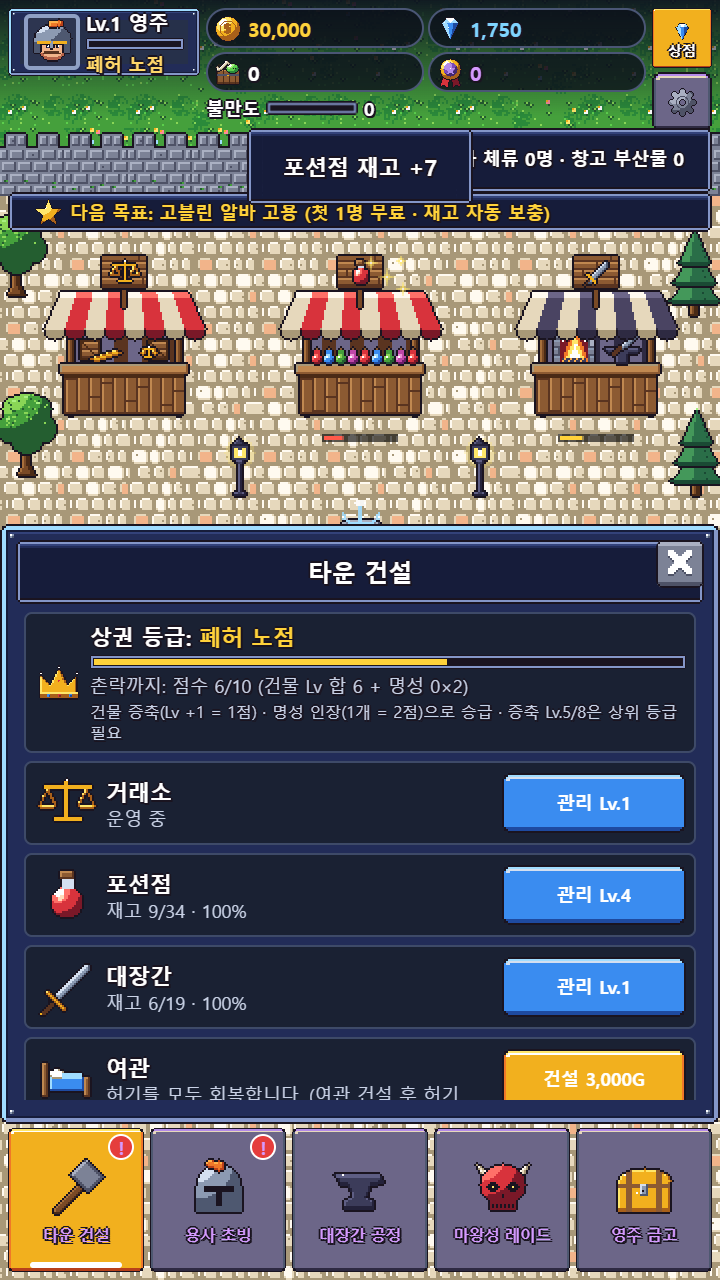 Lv.1 영주
폐허 노점
30,000
1,750
상점
0
0
불만도
0
포션점 재고 +7
체류 0명 · 창고 부산물 0
다음 목표: 고블린 알바 고용 (첫 1명 무료 · 재고 자동 보충)
타운 건설
상권 등급: 폐허 노점
촌락까지: 점수 6/10 (건물 Lv 합 6 + 명성 0×2)
건물 증축(Lv +1 = 1점) · 명성 인장(1개 = 2점)으로 승급 · 증축 Lv.5/8은 상위 등급
필요
거래소
운영 중
관리 Lv.1
포션점
재고 9/34 · 100%
관리 Lv.4
대장간
재고 6/19 · 100%
관리 Lv.1
여관
허기를 모두 회복합니다. (여관 건설 후 허기
건설 3,000G
타운 건설
용사 초빙
대장간 공정
마왕성 레이드
영주 금고